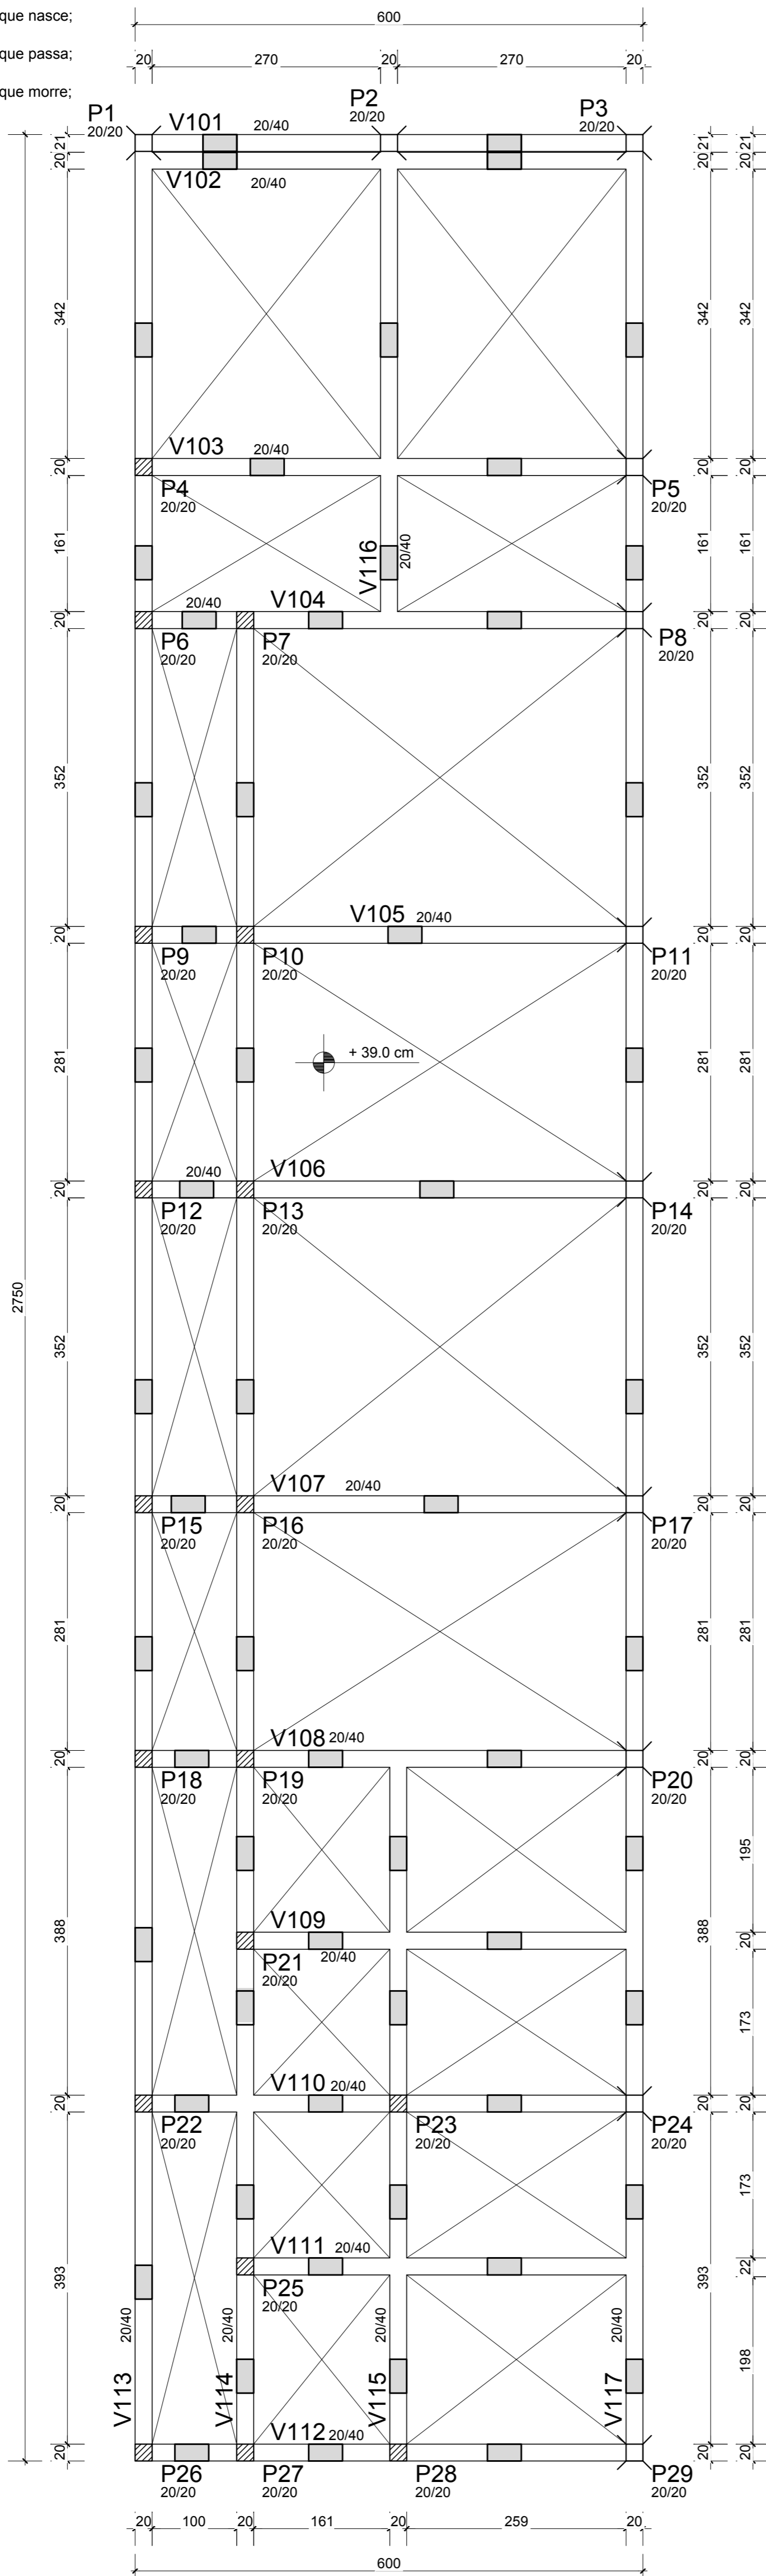 que nasce;
que passa;
que morre;
600
20 270 20 270 20
P1
20/20
V101
20/40
P2
20/20
P3
20/20
21
20
21
20
V102
20/40
342
342
342
V103
20/40
20
20
20
P4
20/20
P5
20/20
161
V116
20/40
161
161
20/40
V104
20
20
20
P6
20/20
P7
20/20
P8
20/20
352
352
352
V105
20/40
20
20
20
P9
20/20
P10
20/20
P11
20/20
281
+ 39.0 cm
281
281
20/40
V106
20
20
20
P12
20/20
P13
20/20
P14
20/20
2750
352
352
352
V107
20/40
20
20
20
P15
20/20
P16
20/20
P17
20/20
281
281
281
V108
20/40
20
20
20
P18
20/20
P19
20/20
P20
20/20
195
388
V109
20/40
388
20
P21
20/20
173
V110
20/40
20
20
20
P22
20/20
P23
20/20
P24
20/20
173
V111
20/40
393
393
22
P25
20/20
20/40
20/40
20/40
20/40
V113
V114
V115
V117
198
V112
20/40
20
20
20
P26
20/20
P27
20/20
P28
20/20
P29
20/20
20 100 20 161 20 259 20
600